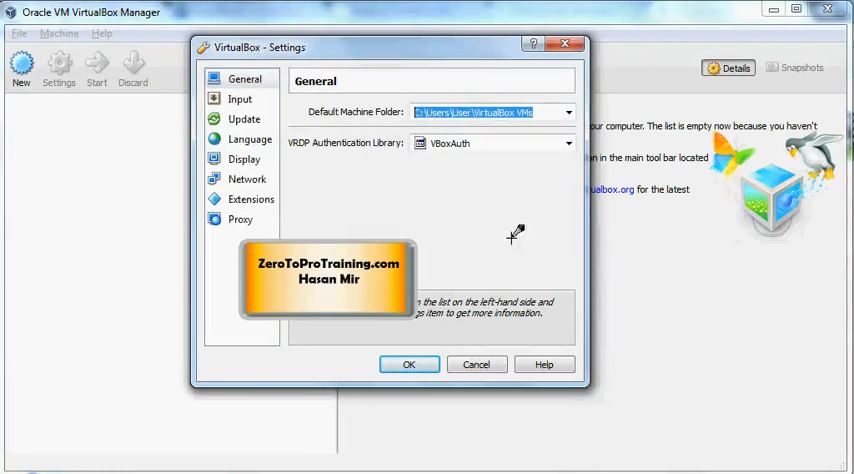 Oracle VM VirtualBox Manager
File Machine Help
New Settings Start Discard
Details Snapshots
VirtualBox - Settings
General
Input
Update
Language
Display
Network
Extensions
Proxy
General
Default Machine Folder: C:\Users\User\VirtualBox VMs
VRDP Authentication Library: VBoxAuth
ZeroToProTraining.com
Hasan Mir
n the list on the left-hand side and
gs item to get more information.
OK Cancel Help
our computer. The list is empty now because you haven't
on in the main tool bar located
ualbox.org for the latest